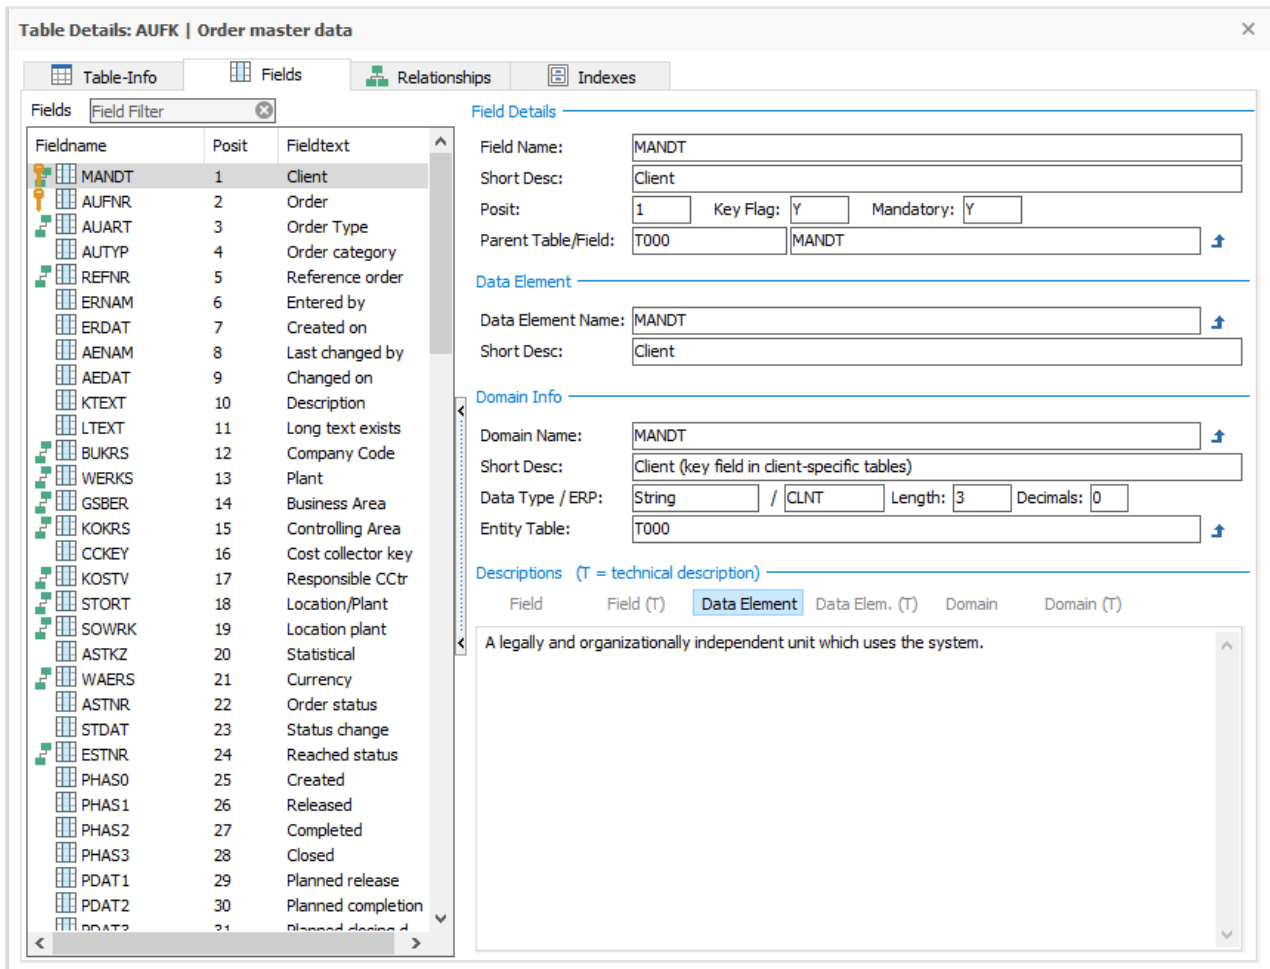 Table Details: AUFK | Order master data
Table-Info Fields Relationships Indexes
Fields Field Filter
Fieldname Posit Fieldtext
MANDT 1 Client
AUFNR 2 Order
AUART 3 Order Type
AUTYP 4 Order category
REFNR 5 Reference order
ERNAM 6 Entered by
ERDAT 7 Created on
AENAM 8 Last changed by
AEDAT 9 Changed on
KTEXT 10 Description
LTEXT 11 Long text exists
BUKRS 12 Company Code
WERKS 13 Plant
GSBER 14 Business Area
KOKRS 15 Controlling Area
CCKEY 16 Cost collector key
KOSTV 17 Responsible CCtr
STORT 18 Location/Plant
SOWRK 19 Location plant
ASTKZ 20 Statistical
WAERS 21 Currency
ASTNR 22 Order status
STDAT 23 Status change
ESTNR 24 Reached status
PHAS0 25 Created
PHAS1 26 Released
PHAS2 27 Completed
PHAS3 28 Closed
PDAT1 29 Planned release
PDAT2 30 Planned completion
PDAT3 31 Planned closing d
Field Details
Field Name: MANDT
Short Desc: Client
Posit: 1 Key Flag: Y Mandatory: Y
Parent Table/Field: T000 MANDT
Data Element
Data Element Name: MANDT
Short Desc: Client
Domain Info
Domain Name: MANDT
Short Desc: Client (key field in client-specific tables)
Data Type / ERP: String / CLNT Length: 3 Decimals: 0
Entity Table: T000
Descriptions (T = technical description)
Field Field (T) Data Element Data Elem. (T) Domain Domain (T)
A legally and organizationally independent unit which uses the system.